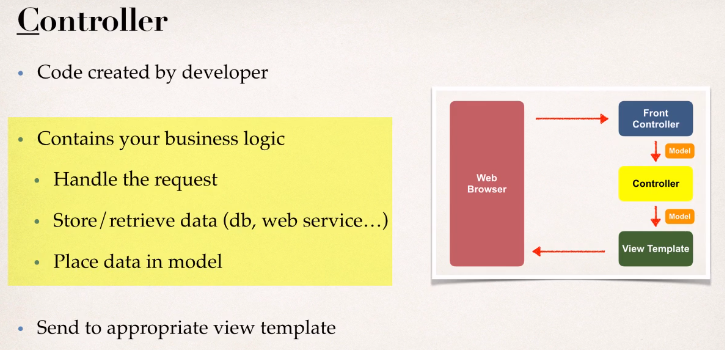 Controller
Code created by developer
Contains your business logic
Handle the request
Store/retrieve data (db, web service…)
Place data in model
Send to appropriate view template
Web
Browser
Front
Controller
Model
Controller
Model
View Template